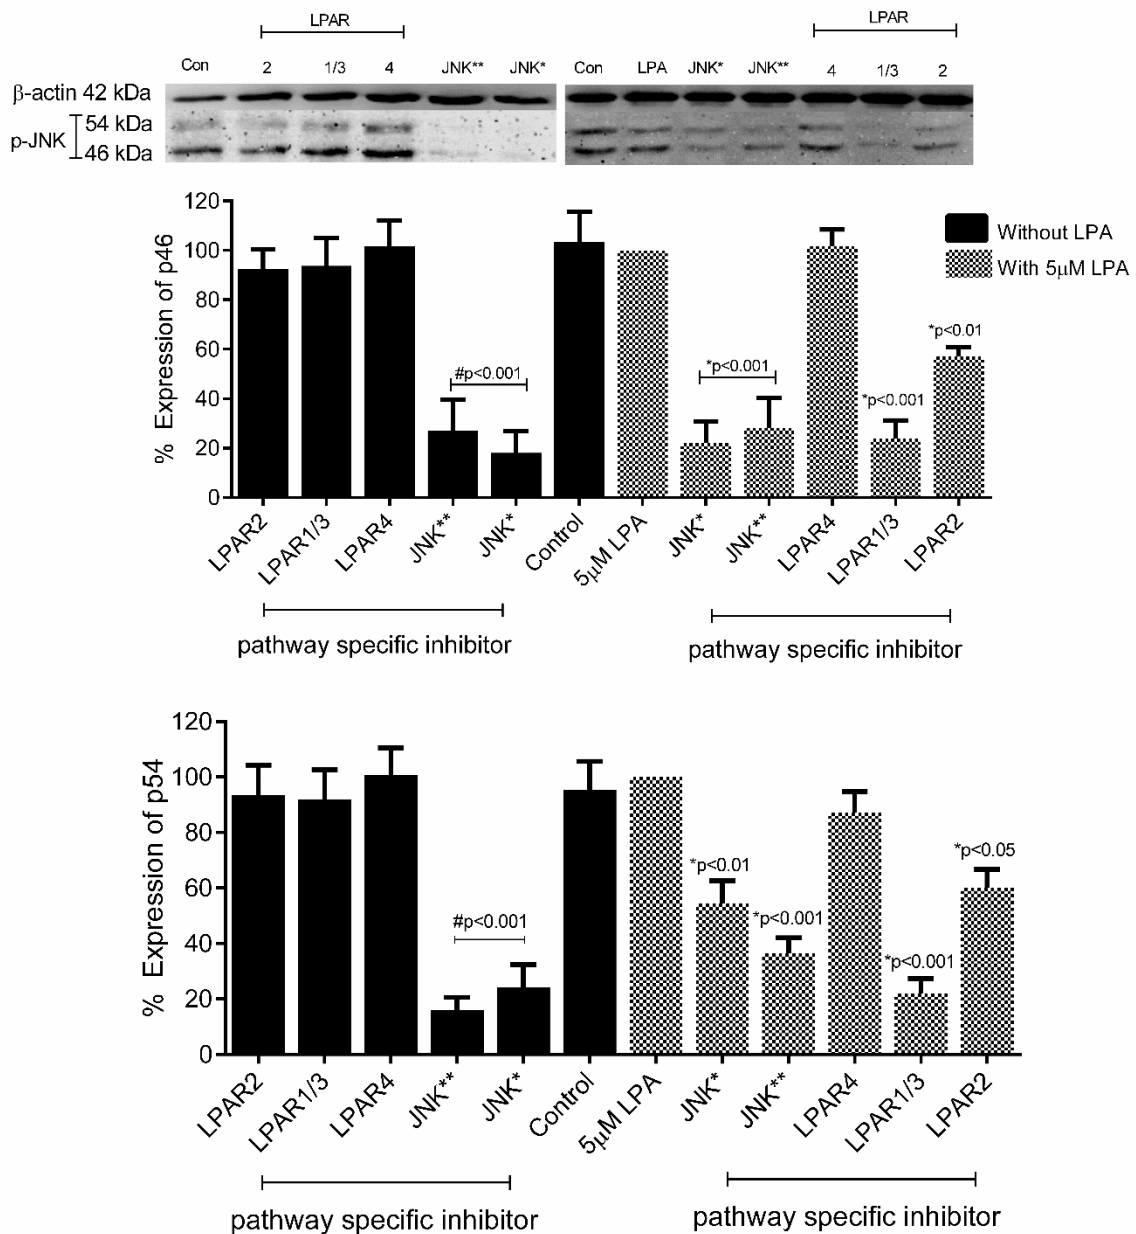 LPAR
LPAR
Con 2 1/3 4 JNK** JNK* Con LPA JNK* JNK** 4 1/3 2
β-actin 42 kDa
p-JNK
54 kDa
46 kDa
120
100
80
60
40
20
0
% Expression of p46
Without LPA
With 5μM LPA
#p<0.001
*p<0.001
*p<0.001
*p<0.01
LPAR2
LPAR1/3
LPAR4
JNK**
JNK*
Control
5μM LPA
JNK*
JNK**
LPAR4
LPAR1/3
LPAR2
pathway specific inhibitor
pathway specific inhibitor
120
100
80
60
40
20
0
% Expression of p54
#p<0.001
*p<0.01
*p<0.001
*p<0.001
*p<0.05
LPAR2
LPAR1/3
LPAR4
JNK**
JNK*
Control
5μM LPA
JNK*
JNK**
LPAR4
LPAR1/3
LPAR2
pathway specific inhibitor
pathway specific inhibitor